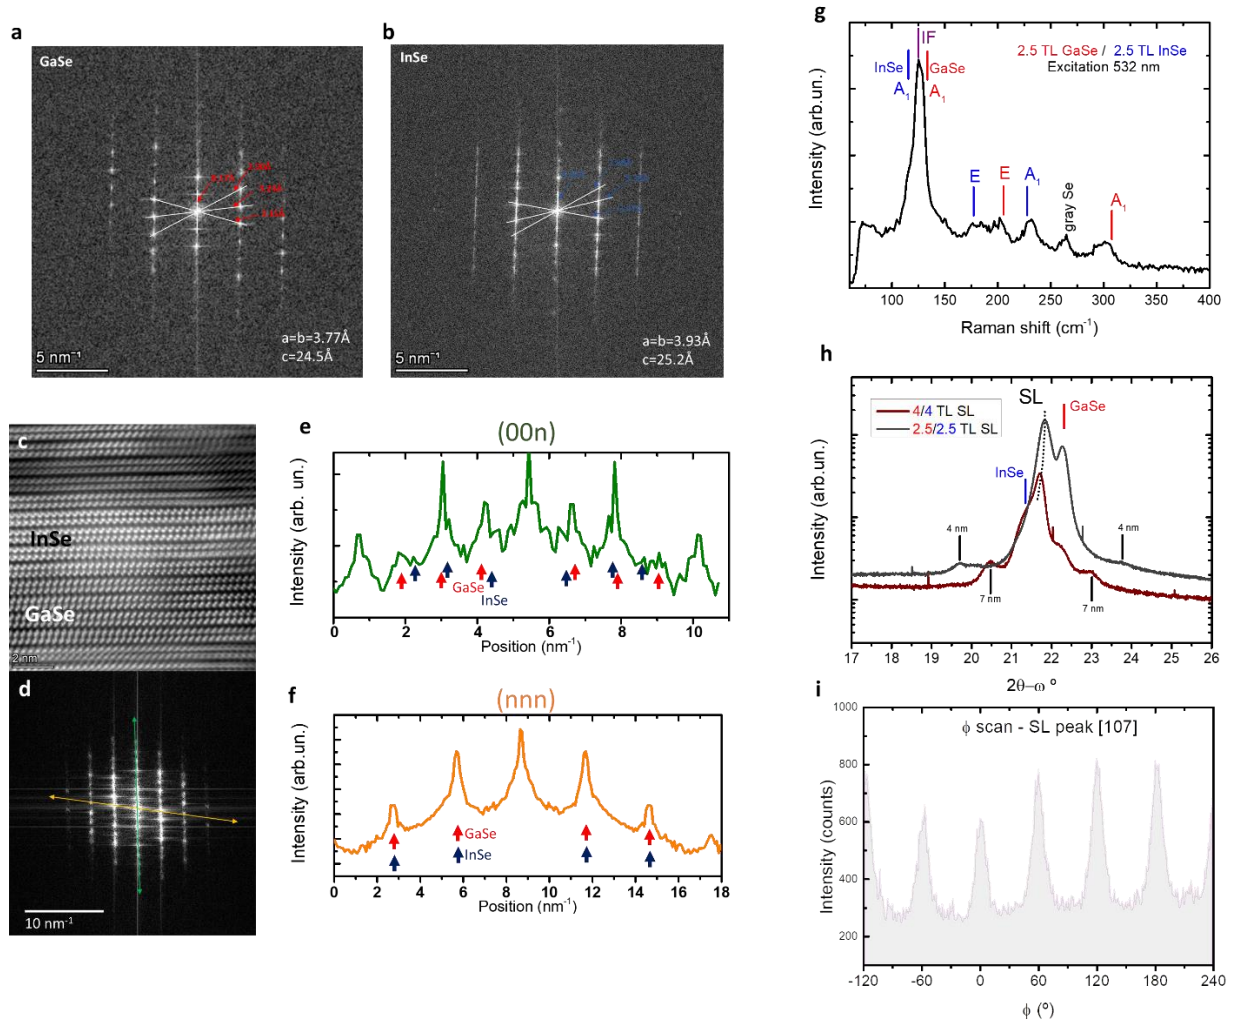 a
GaSe
a=b=3.77Å
c=24.5Å
5 nm⁻¹
b
InSe
a=b=3.93Å
c=25.2Å
5 nm⁻¹
c
InSe
GaSe
2 nm
d
10 nm⁻¹
e
(00n)
Intensity (arb. un.)
GaSe
InSe
0 2 4 6 8 10
Position (nm⁻¹)
f
(nnn)
Intensity (arb.un.)
GaSe
InSe
0 2 4 6 8 10 12 14 16 18
Position (nm⁻¹)
g
IF
2.5 TL GaSe / 2.5 TL InSe
Excitation 532 nm
InSe GaSe
A₁ A₁
E E A₁ gray Se A₁
Intensity (arb.un.)
100 150 200 250 300 350 400
Raman shift (cm⁻¹)
h
4/4 TL SL
2.5/2.5 TL SL
SL
GaSe
InSe
4 nm 4 nm
7 nm 7 nm
Intensity (arb. un.)
17 18 19 20 21 22 23 24 25 26
2θ–ω °
i
ϕ scan - SL peak [107]
1000
800
600
400
200
Intensity (counts)
-120 -60 0 60 120 180 240
ϕ (°)